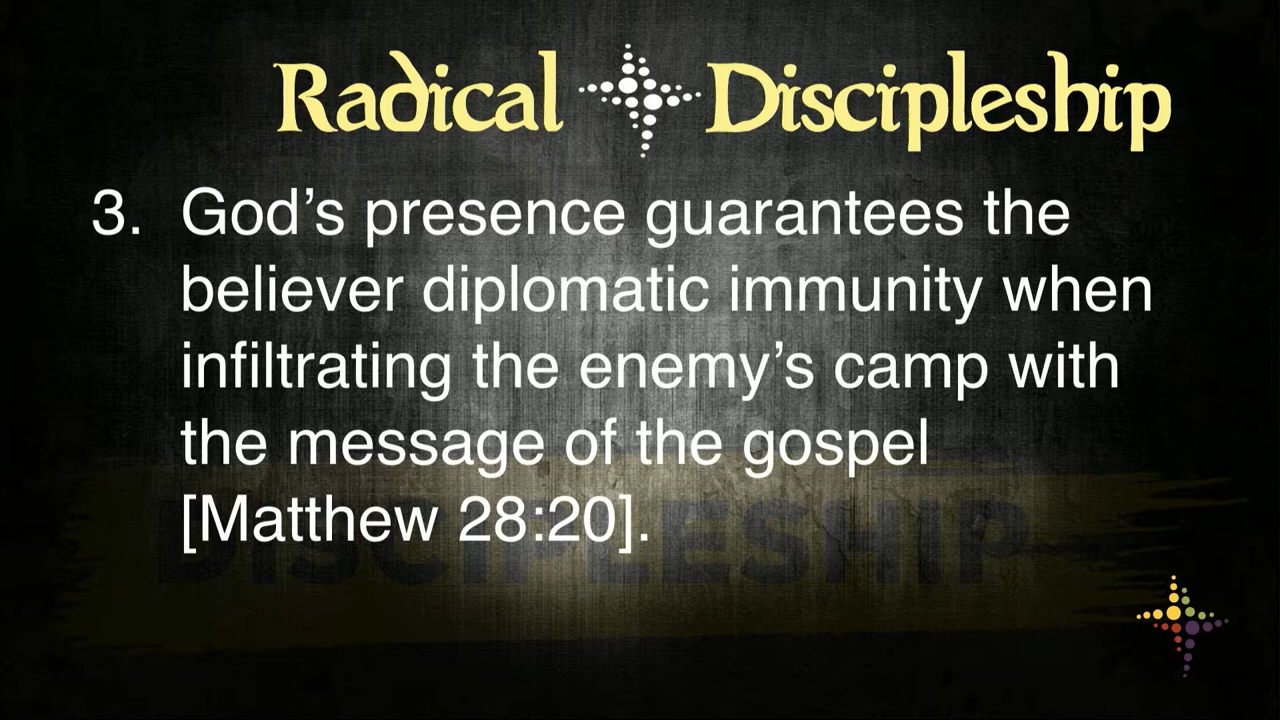 Radical Discipleship
3. God’s presence guarantees the
believer diplomatic immunity when
infiltrating the enemy’s camp with
the message of the gospel
[Matthew 28:20].
DISCIPLESHIP